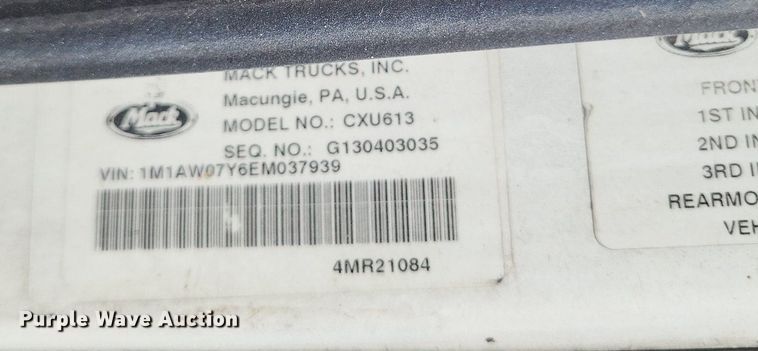 MACK TRUCKS, INC.
Mack
Macungie, PA, U.S.A.
MODEL NO.: CXU613
SEQ. NO.: G130403035
VIN: 1M1AW07Y6EM037939
4MR21084
Mack
FRON
1ST IN
2ND IN
3RD I
REARMO
VEH
Purple Wave Auction